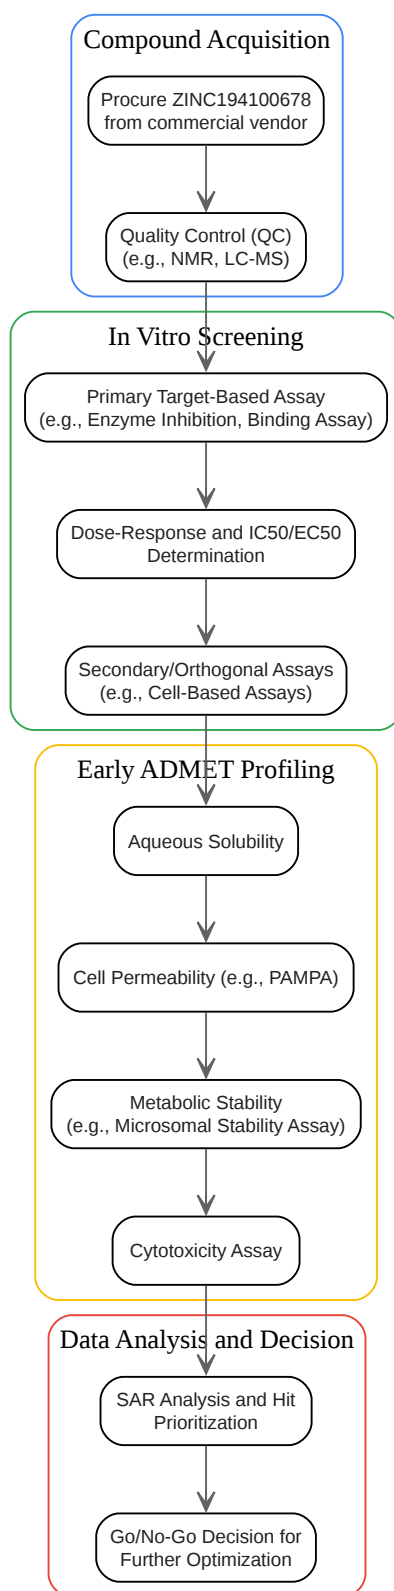 Compound Acquisition
Procure ZINC194100678
from commercial vendor
Quality Control (QC)
(e.g., NMR, LC-MS)
In Vitro Screening
Primary Target-Based Assay
(e.g., Enzyme Inhibition, Binding Assay)
Dose-Response and IC50/EC50
Determination
Secondary/Orthogonal Assays
(e.g., Cell-Based Assays)
Early ADMET Profiling
Aqueous Solubility
Cell Permeability (e.g., PAMPA)
Metabolic Stability
(e.g., Microsomal Stability Assay)
Cytotoxicity Assay
Data Analysis and Decision
SAR Analysis and Hit
Prioritization
Go/No-Go Decision for
Further Optimization